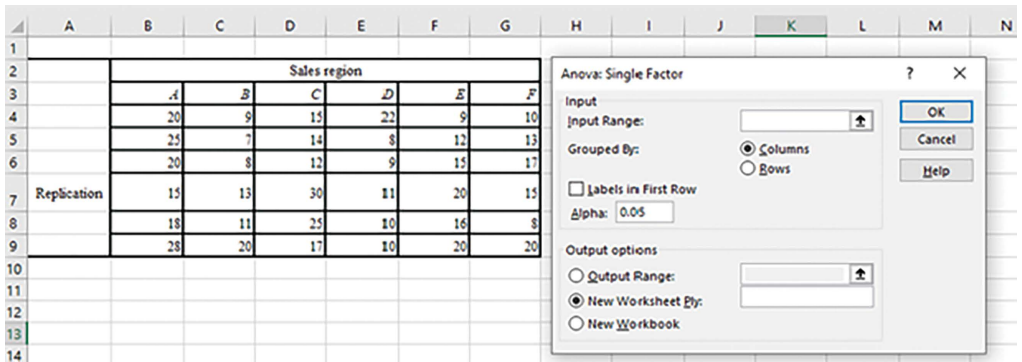 A B C D E F G H I J K L M N
1
2 Sales region
3 A B C D E F
4 20 9 15 22 9 10
5 25 7 14 8 12 13
6 20 8 12 9 15 17
7 Replication 15 13 30 11 20 15
8 18 11 25 10 16 8
9 28 20 17 10 20 20
10
11
12
13
14
Anova: Single Factor ? ×
Input
Input Range:
Grouped By: Columns
Rows
Labels in First Row
Alpha: 0.05
Output options
Output Range:
New Worksheet Ply:
New Workbook
OK
Cancel
Help